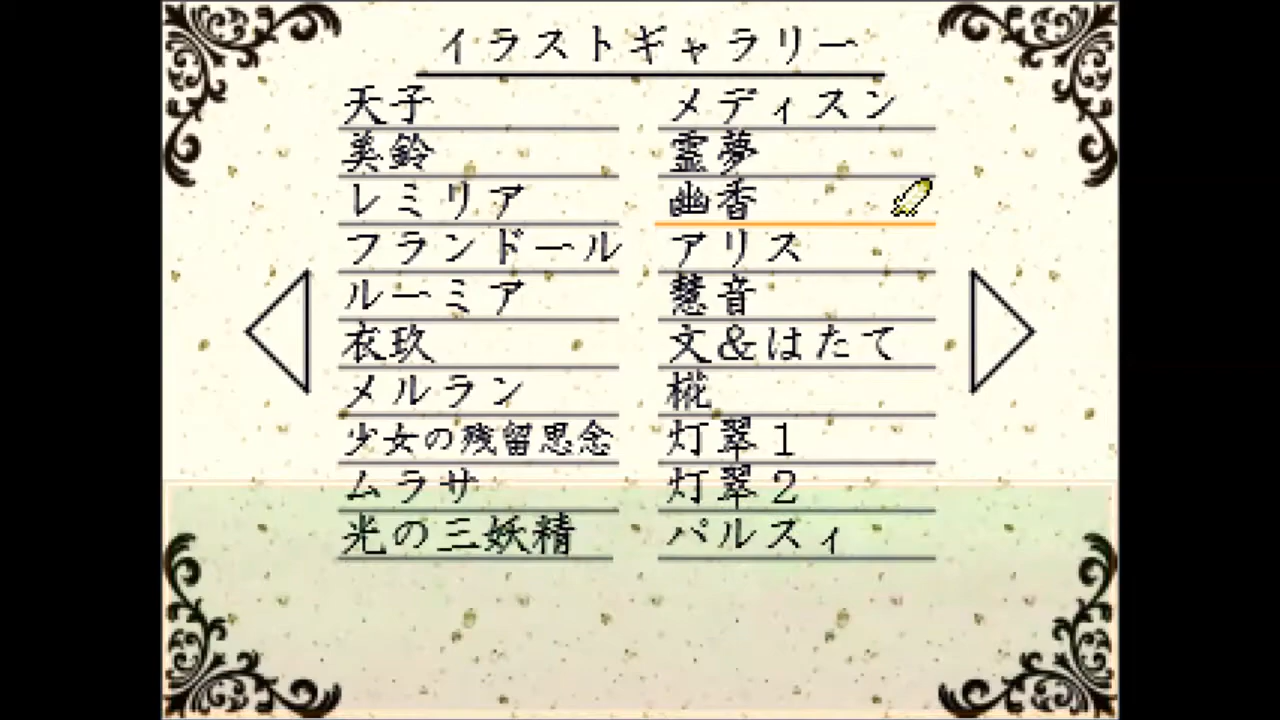 イラストギャラリー
天子
美鈴
レミリア
フランドール
ルーミア
衣玖
メルラン
少女の残留思念
ムラサ
光の三妖精
メディスン
霊夢
幽香
アリス
慧音
文&はたて
椛
灯翠1
灯翠2
パルスィ